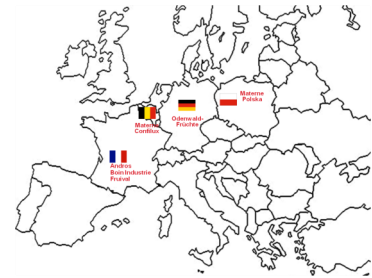 Materne
Polska
Materne
Confilux
Odenwald-
Früchte
Andros
Boin Industrie
Fruival